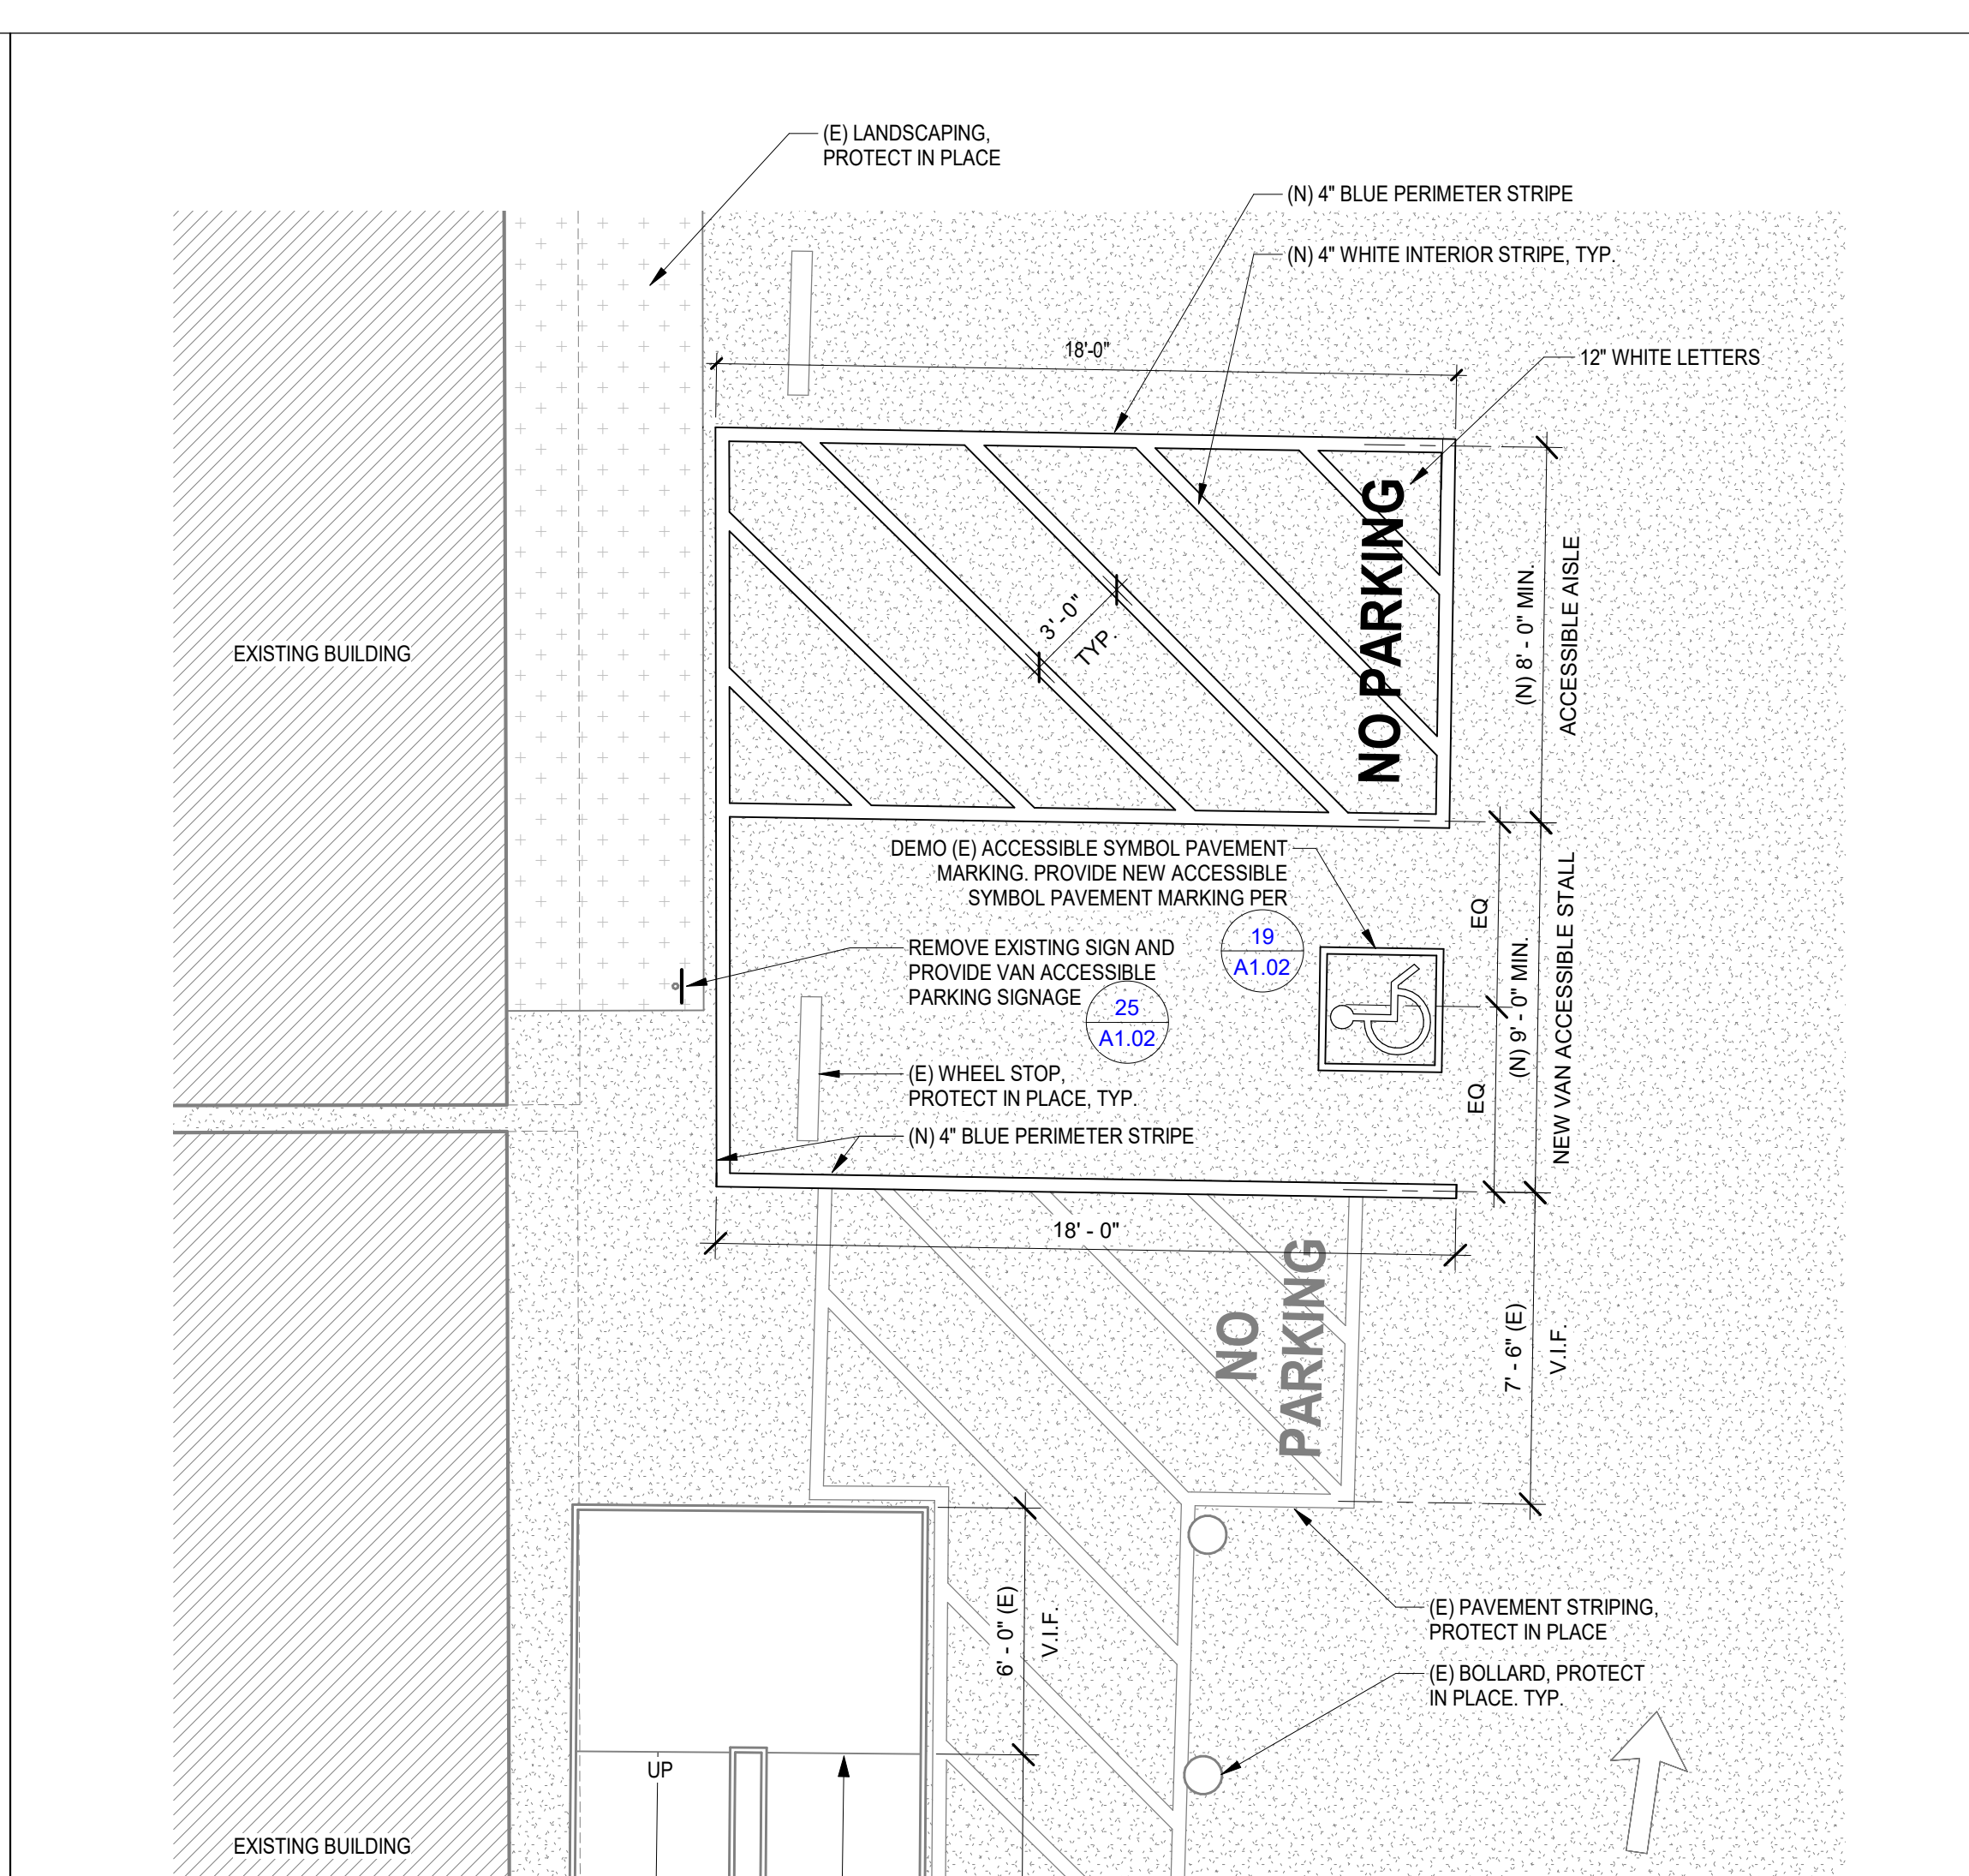 (E) LANDSCAPING,
PROTECT IN PLACE
(N) 4" BLUE PERIMETER STRIPE
(N) 4" WHITE INTERIOR STRIPE, TYP.
18'-0"
12" WHITE LETTERS
NO PARKING
3' -0"
TYP.
(N) 8' - 0" MIN.
ACCESSIBLE AISLE
EXISTING BUILDING
DEMO (E) ACCESSIBLE SYMBOL PAVEMENT
MARKING. PROVIDE NEW ACCESSIBLE
SYMBOL PAVEMENT MARKING PER
19
A1.02
REMOVE EXISTING SIGN AND
PROVIDE VAN ACCESSIBLE
PARKING SIGNAGE
25
A1.02
EQ
EQ
(N) 9' - 0" MIN.
NEW VAN ACCESSIBLE STALL
(E) WHEEL STOP,
PROTECT IN PLACE, TYP.
(N) 4" BLUE PERIMETER STRIPE
18' - 0"
NO
PARKING
7' - 6" (E)
V.I.F.
6' - 0" (E)
V.I.F.
(E) PAVEMENT STRIPING,
PROTECT IN PLACE
(E) BOLLARD, PROTECT
IN PLACE. TYP.
UP
EXISTING BUILDING